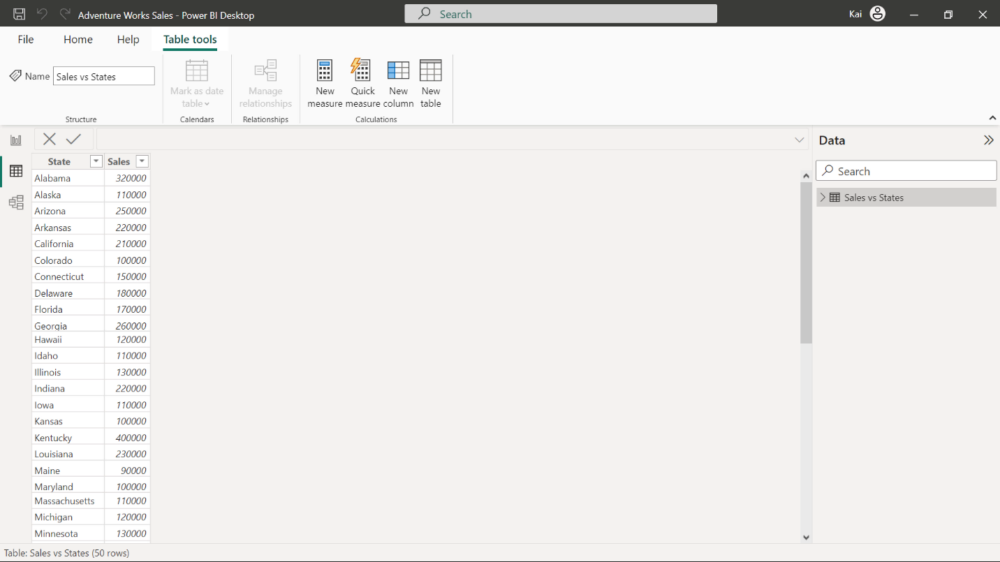 Adventure Works Sales - Power BI Desktop
Search
Kai
File Home Help Table tools
Name Sales vs States
Structure
Mark as date table
Calendars
Manage relationships
Relationships
New measure
Quick measure
New column
New table
Calculations
State Sales
Alabama 320000
Alaska 110000
Arizona 250000
Arkansas 220000
California 210000
Colorado 100000
Connecticut 150000
Delaware 180000
Florida 170000
Georgia 260000
Hawaii 120000
Idaho 110000
Illinois 130000
Indiana 220000
Iowa 110000
Kansas 100000
Kentucky 400000
Louisiana 230000
Maine 90000
Maryland 100000
Massachusetts 110000
Michigan 120000
Minnesota 130000
Data
Search
Sales vs States
Table: Sales vs States (50 rows)